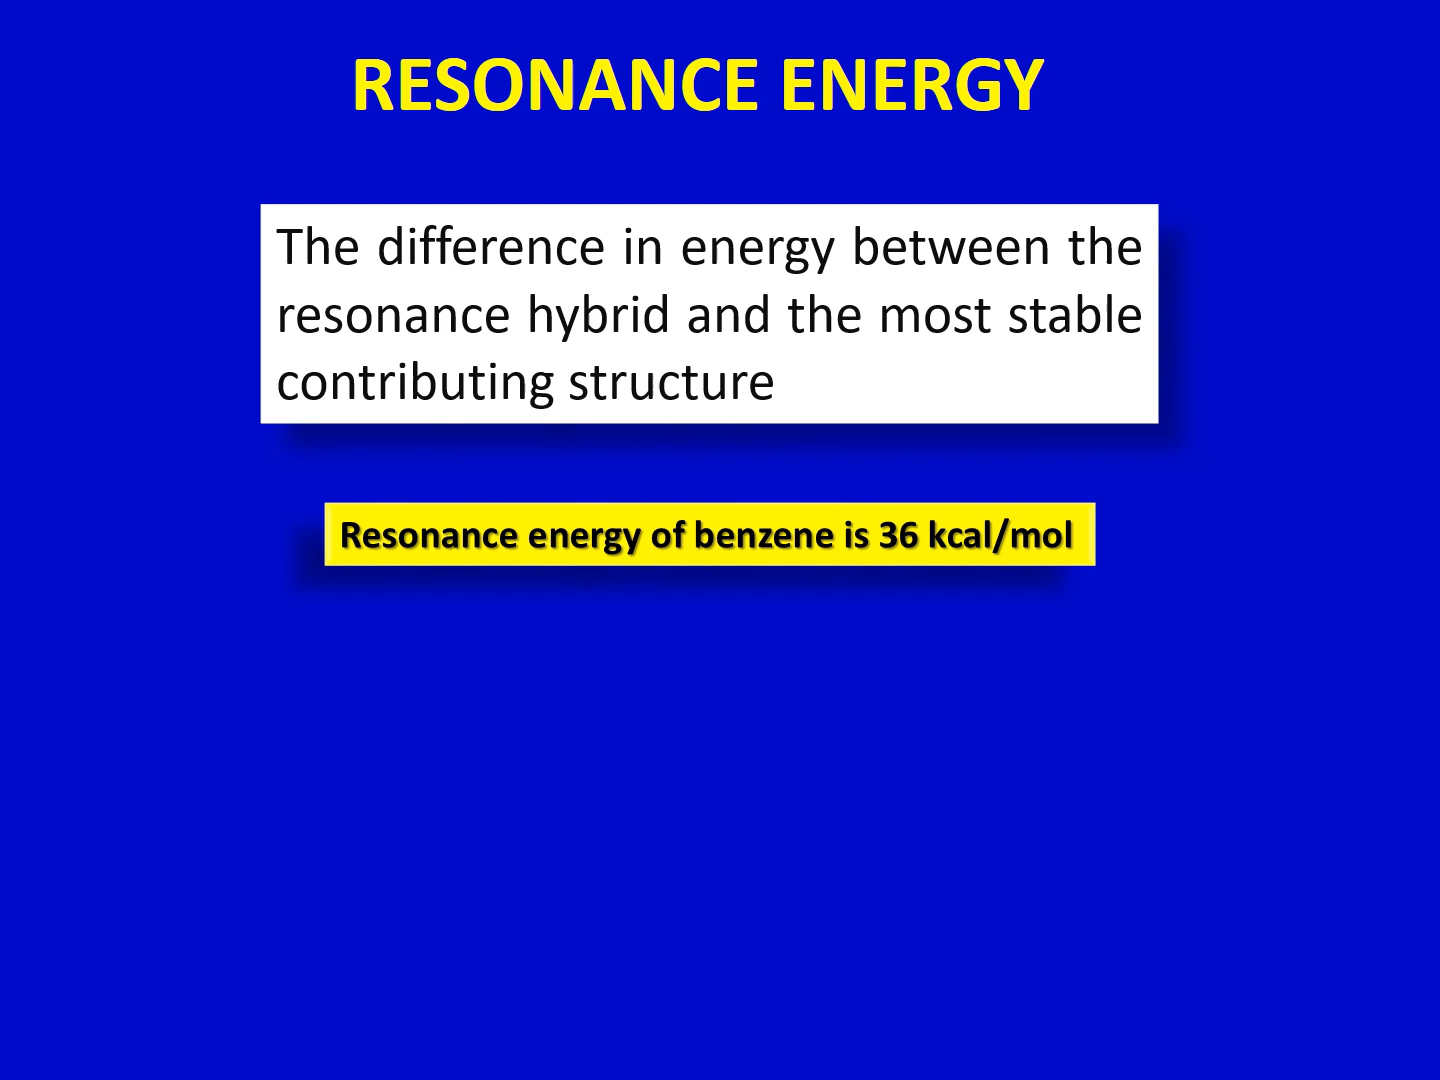 RESONANCE ENERGY
The difference in energy between the
resonance hybrid and the most stable
contributing structure
Resonance energy of benzene is 36 kcal/mol